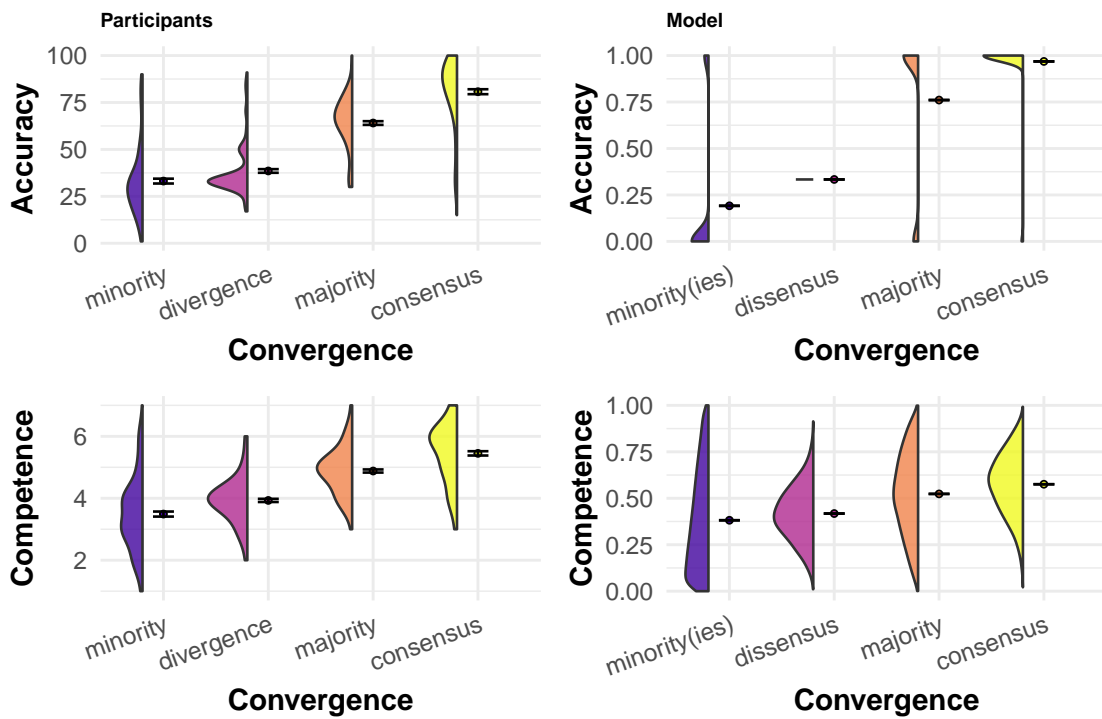 Participants
Accuracy
100
75
50
25
0
minority
divergence
majority
consensus
Convergence
Model
Accuracy
1.00
0.75
0.50
0.25
0.00
minority(ies)
dissensus
majority
consensus
Convergence
Competence
6
4
2
minority
divergence
majority
consensus
Convergence
Competence
1.00
0.75
0.50
0.25
0.00
minority(ies)
dissensus
majority
consensus
Convergence